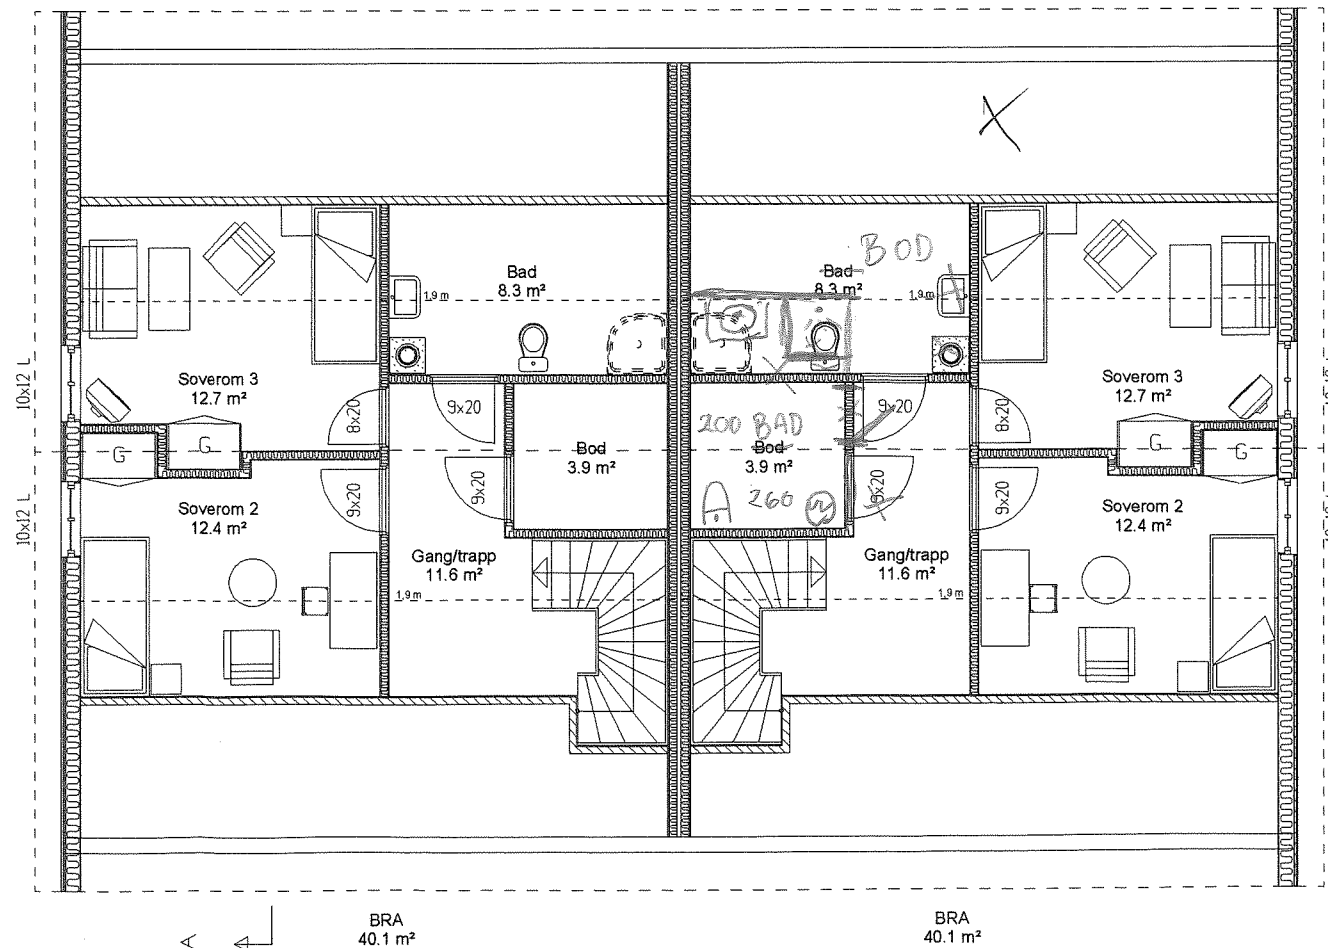 BOD
Bad
8.3 m²
Bad
8.3 m²
1,9 m
1,9 m
10x12 L
Soverom 3
12.7 m²
Soverom 3
12.7 m²
8x20
9x20
9x20
8x20
200 BAD
G
G
Bod
3.9 m²
Bod
3.9 m²
G
G
10x12 L
Soverom 2
12.4 m²
9x20
9x20
260
9x20
9x20
Soverom 2
12.4 m²
Gang/trapp
11.6 m²
Gang/trapp
11.6 m²
1,9 m
1,9 m
A
BRA
40.1 m²
BRA
40.1 m²